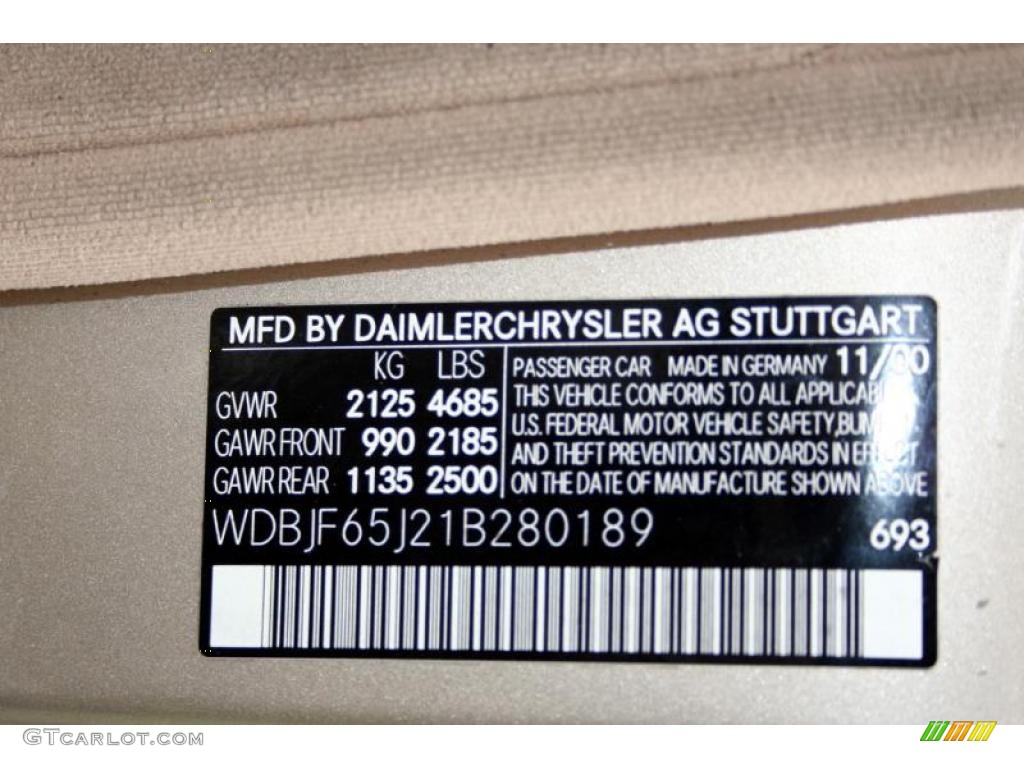 MFD BY DAIMLERCHRYSLER AG STUTTGART
KG LBS
GVWR 2125 4685
GAWR FRONT 990 2185
GAWR REAR 1135 2500
PASSENGER CAR MADE IN GERMANY 11/00
THIS VEHICLE CONFORMS TO ALL
U.S. FEDERAL MOTOR VEHICLE SAFETY,
AND THEFT PREVENTION STANDARDS IN EFFECT
ON THE DATE OF MANUFACTURE SHOWN ABOVE
WDBJF65J21B280189 693
GTCARLOT.COM